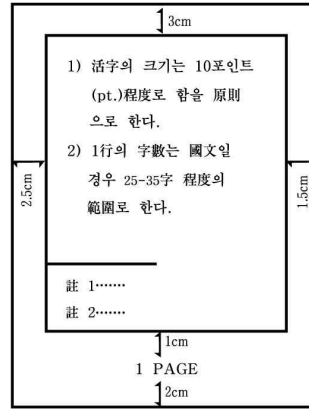 3cm
1) 活字의 크기는 10포인트
(pt.)程度로 함을 原則
으로 한다.
2) 1行의 字數는 國文일
경우 25-35字 程度의
範圍로 한다.
2.5cm
1.5cm
註 1·······
註 2·······
1cm
1 PAGE
2cm